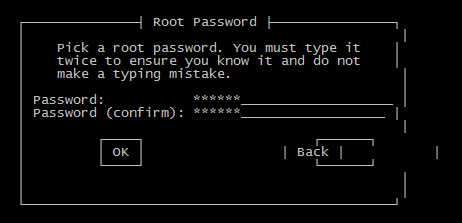 Root Password
Pick a root password. You must type it
twice to ensure you know it and do not
make a typing mistake.
Password: ******
Password (confirm): ******
OK Back